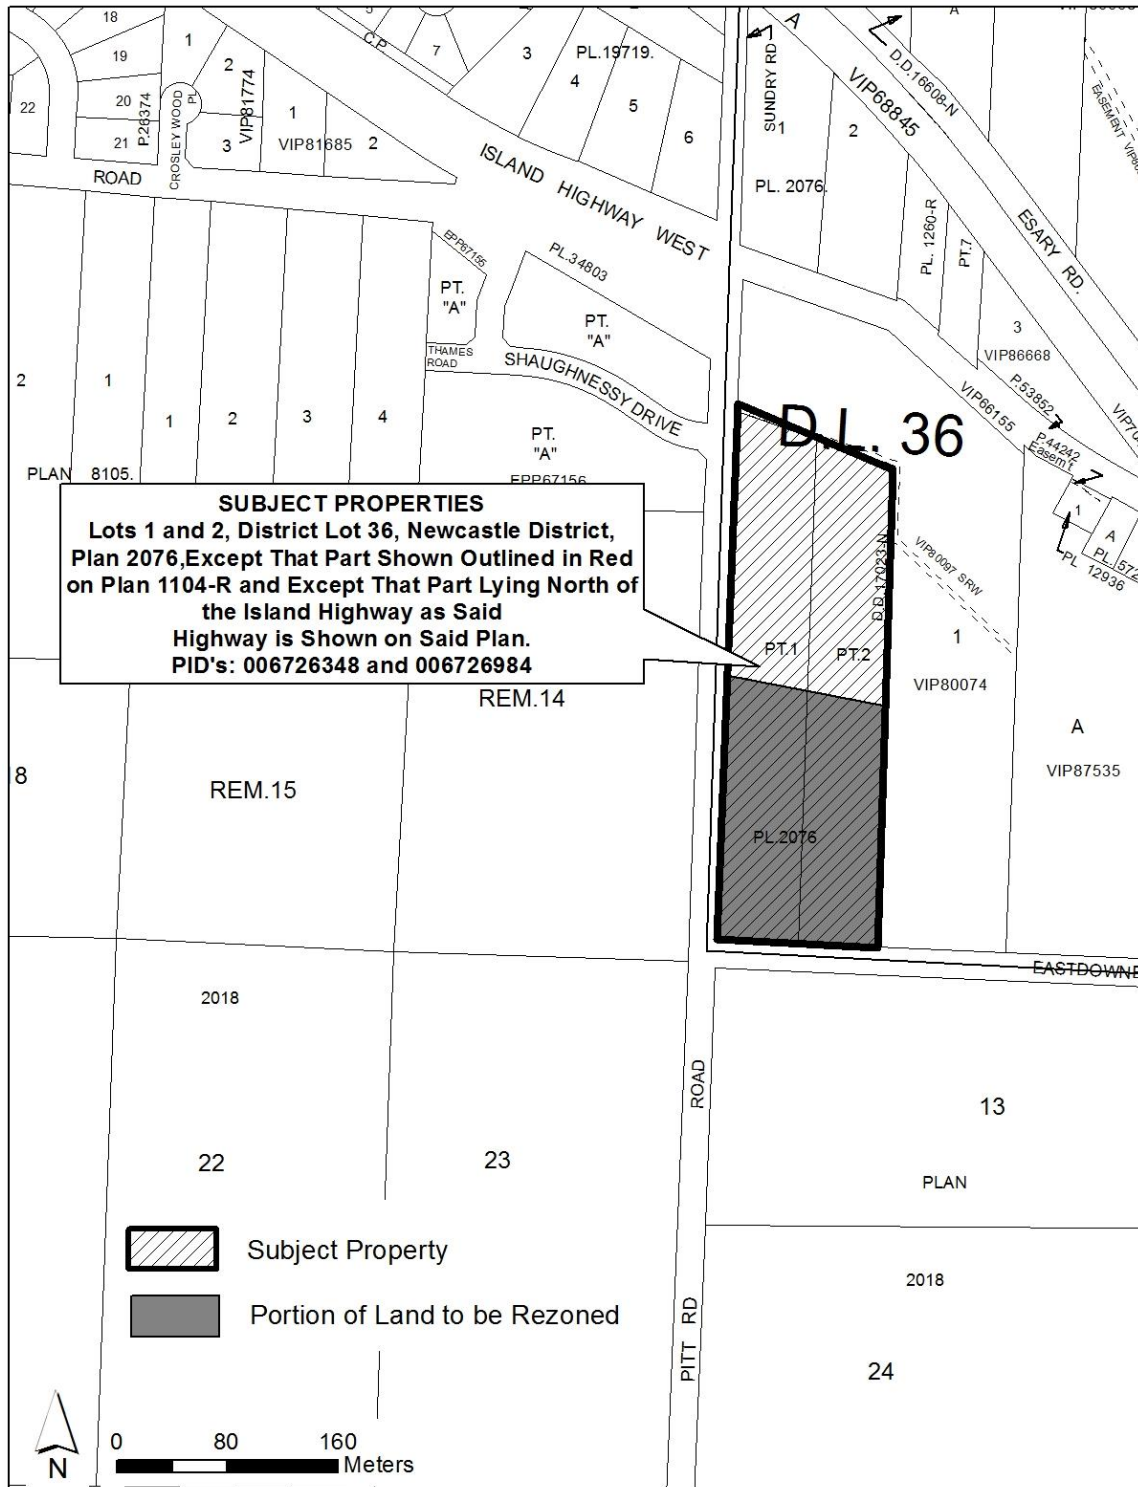 18
19
20
21
22
P.26374
CROSLEY WOOD
PL
1
2
3
VIP81774
1
VIP81685
2
ROAD
C.P.
7
3
PL.19719.
4
5
6
ISLAND HIGHWAY WEST
SUNDRY RD
A
D.D.16608-N
A
VIP68845
1
2
PL. 2076.
PL. 1260-R
PT.7
ESARY RD.
EASEMENT
3
VIP86668
P.53852
VIP66155
P.44242
Easem't
1
A
PL 12936
EPP67155
PT.
"A"
PL.34803
PT.
"A"
THAMES
ROAD
SHAUGHNESSY DRIVE
PT.
"A"
EPP67156
2
1
1
2
3
4
PLAN 8105.
D.L. 36
SUBJECT PROPERTIES
Lots 1 and 2, District Lot 36, Newcastle District,
Plan 2076,Except That Part Shown Outlined in Red
on Plan 1104-R and Except That Part Lying North of
the Island Highway as Said
Highway is Shown on Said Plan.
PID's: 006726348 and 006726984
D.D.17023-N
VIP80097 SRW
PT.1
PT.2
1
VIP80074
A
VIP87535
REM.14
REM.15
18
PL.2076
EASTDOWNE
2018
ROAD
13
22
23
PLAN
2018
24
PITT RD
Subject Property
Portion of Land to be Rezoned
N
0 80 160
Meters